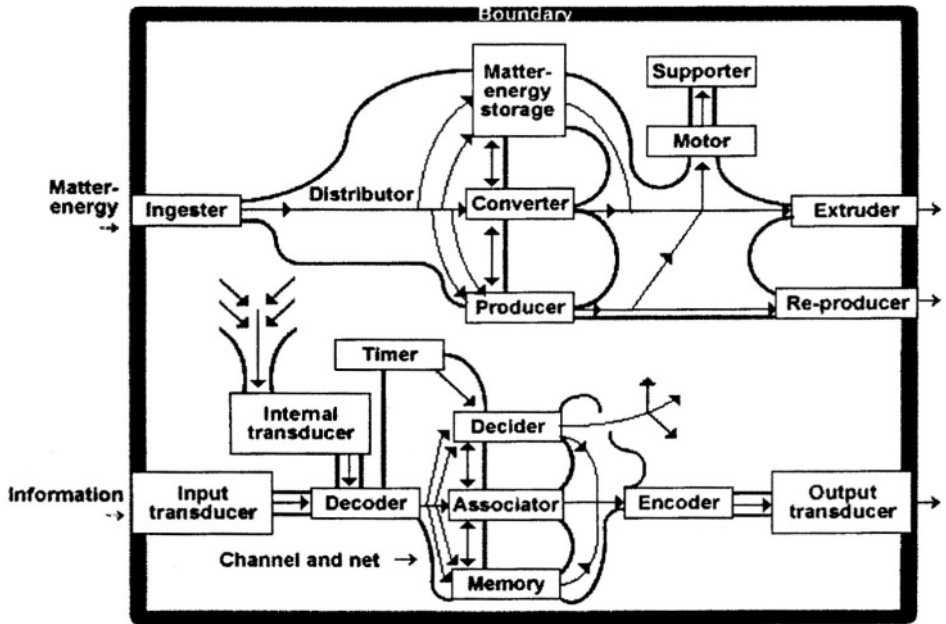 Boundary
Matter-
energy
storage
Supporter
Motor
Matter-
energy
Ingester
Distributor
Converter
Extruder
Producer
Re-producer
Timer
Internal
transducer
Decider
Information
Input
transducer
Decoder
Associator
Encoder
Output
transducer
Channel and net
Memory